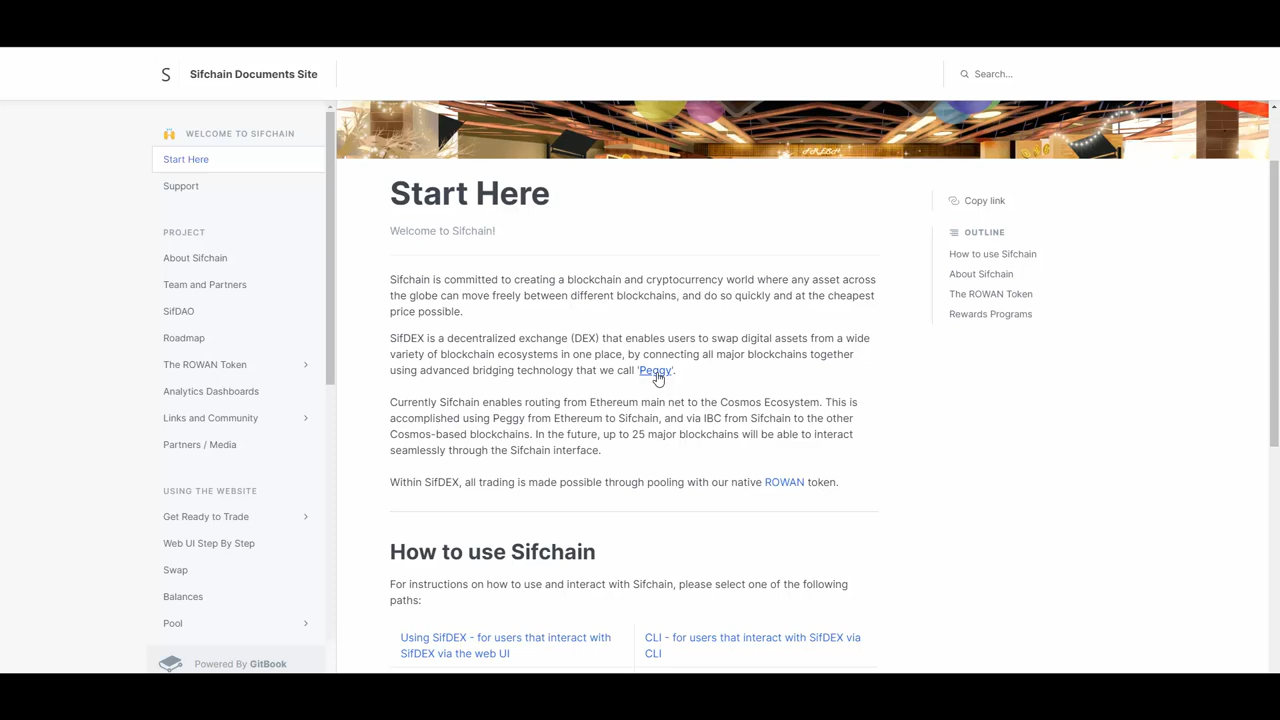 S
Sifchain Documents Site
Search...
🙌 WELCOME TO SIFCHAIN
Start Here
Support
PROJECT
About Sifchain
Team and Partners
SifDAO
Roadmap
The ROWAN Token
Analytics Dashboards
Links and Community
Partners / Media
USING THE WEBSITE
Get Ready to Trade
Web UI Step By Step
Swap
Balances
Pool
Powered By GitBook
Start Here
Welcome to Sifchain!
Sifchain is committed to creating a blockchain and cryptocurrency world where any asset across
the globe can move freely between different blockchains, and do so quickly and at the cheapest
price possible.
SifDEX is a decentralized exchange (DEX) that enables users to swap digital assets from a wide
variety of blockchain ecosystems in one place, by connecting all major blockchains together
using advanced bridging technology that we call 'Peggy'.
Currently Sifchain enables routing from Ethereum main net to the Cosmos Ecosystem. This is
accomplished using Peggy from Ethereum to Sifchain, and via IBC from Sifchain to the other
Cosmos-based blockchains. In the future, up to 25 major blockchains will be able to interact
seamlessly through the Sifchain interface.
Within SifDEX, all trading is made possible through pooling with our native ROWAN token.
How to use Sifchain
For instructions on how to use and interact with Sifchain, please select one of the following
paths:
Using SifDEX - for users that interact with
SifDEX via the web UI
CLI - for users that interact with SifDEX via
CLI
Copy link
OUTLINE
How to use Sifchain
About Sifchain
The ROWAN Token
Rewards Programs